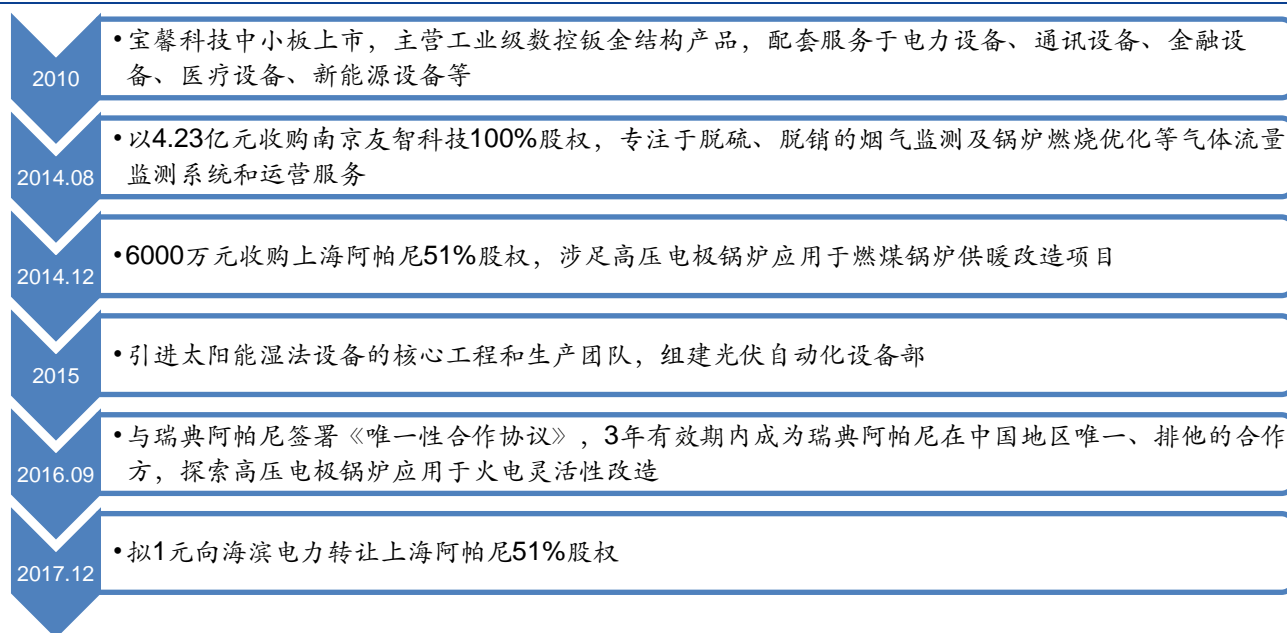 2010
•宝馨科技中小板上市，主营工业级数控钣金结构产品，配套服务于电力设备、通讯设备、金融设
备、医疗设备、新能源设备等
2014.08
•以4.23亿元收购南京友智科技100%股权，专注于脱硫、脱销的烟气监测及锅炉燃烧优化等气体流量
监测系统和运营服务
2014.12
•6000万元收购上海阿帕尼51%股权，涉足高压电极锅炉应用于燃煤锅炉供暖改造项目
2015
•引进太阳能湿法设备的核心工程和生产团队，组建光伏自动化设备部
2016.09
•与瑞典阿帕尼签署《唯一性合作协议》，3年有效期内成为瑞典阿帕尼在中国地区唯一、排他的合作
方，探索高压电极锅炉应用于火电灵活性改造
2017.12
•拟1元向海滨电力转让上海阿帕尼51%股权